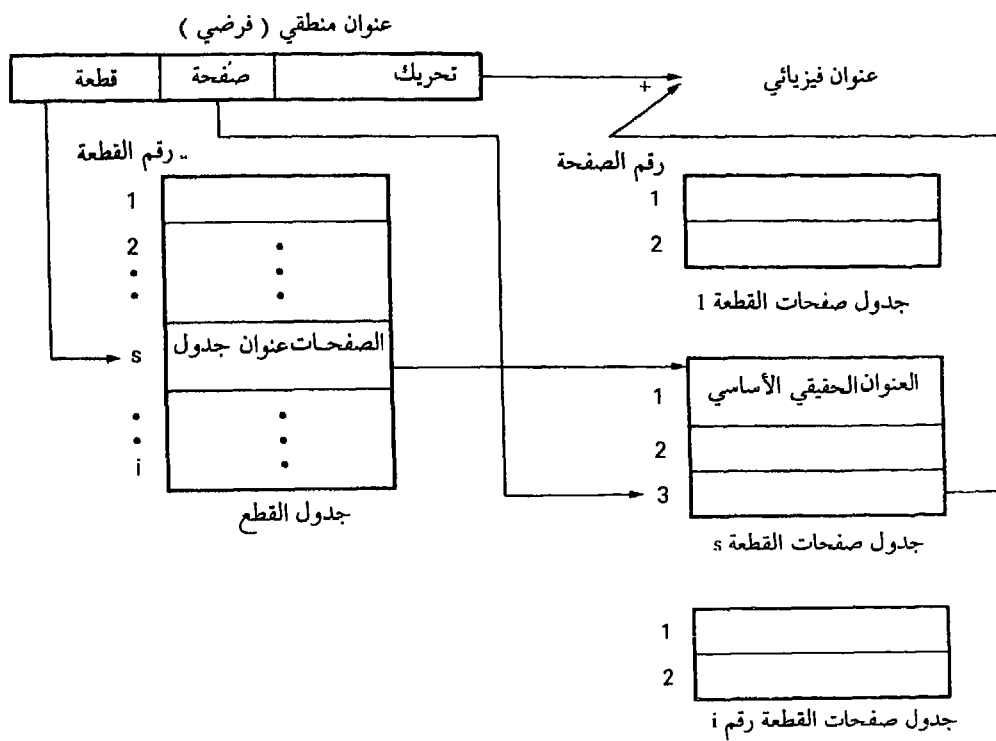 عنوان منطقي ( فرضي )
قطعة
صفحة
تحريك
+
عنوان فيزيائي
رقم القطعة
1
2
s
i
الصفحات عنوان جدول
جدول القطع
رقم الصفحة
1
2
جدول صفحات القطعة 1
1
العنوان الحقيقي الأساسي
2
3
جدول صفحات القطعة s
1
2
جدول صفحات القطعة رقم i